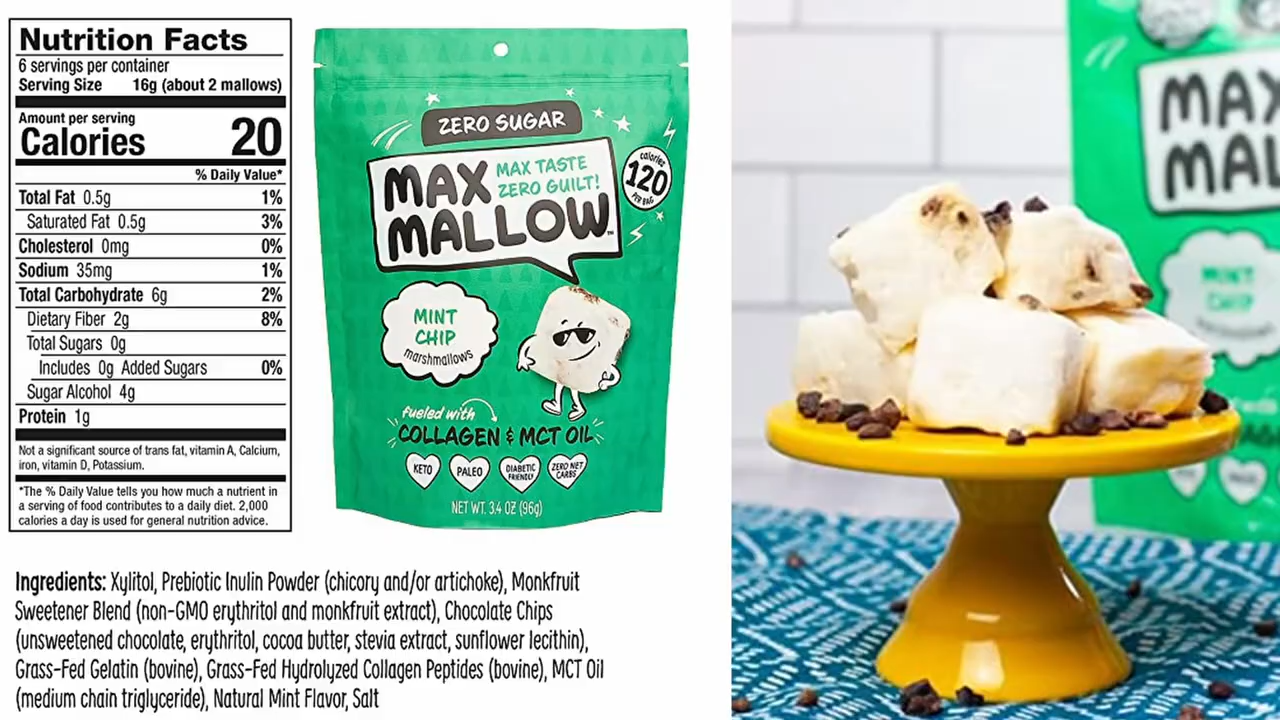 Nutrition Facts
6 servings per container
Serving Size 16g (about 2 mallows)
Amount per serving
Calories 20
% Daily Value*
Total Fat 0.5g 1%
Saturated Fat 0.5g 3%
Cholesterol 0mg 0%
Sodium 35mg 1%
Total Carbohydrate 6g 2%
Dietary Fiber 2g 8%
Total Sugars 0g
Includes 0g Added Sugars 0%
Sugar Alcohol 4g
Protein 1g
Not a significant source of trans fat, vitamin A, Calcium,
iron, vitamin D, Potassium.
*The % Daily Value tells you how much a nutrient in
a serving of food contributes to a daily diet. 2,000
calories a day is used for general nutrition advice.
ZERO SUGAR
MAX
MALLOW™
MAX TASTE
ZERO GUILT!
calories
120
PER BAG
MINT
CHIP
marshmallows
fueled with
COLLAGEN & MCT OIL
KETO
PALEO
DIABETIC
FRIENDLY
ZERO NET
CARBS
NET WT. 3.4 OZ (96g)
Ingredients: Xylitol, Prebiotic Inulin Powder (chicory and/or artichoke), Monkfruit
Sweetener Blend (non-GMO erythritol and monkfruit extract), Chocolate Chips
(unsweetened chocolate, erythritol, cocoa butter, stevia extract, sunflower lecithin),
Grass-Fed Gelatin (bovine), Grass-Fed Hydrolyzed Collagen Peptides (bovine), MCT Oil
(medium chain triglyceride), Natural Mint Flavor, Salt
MAX
MAL
MINT
CHIP